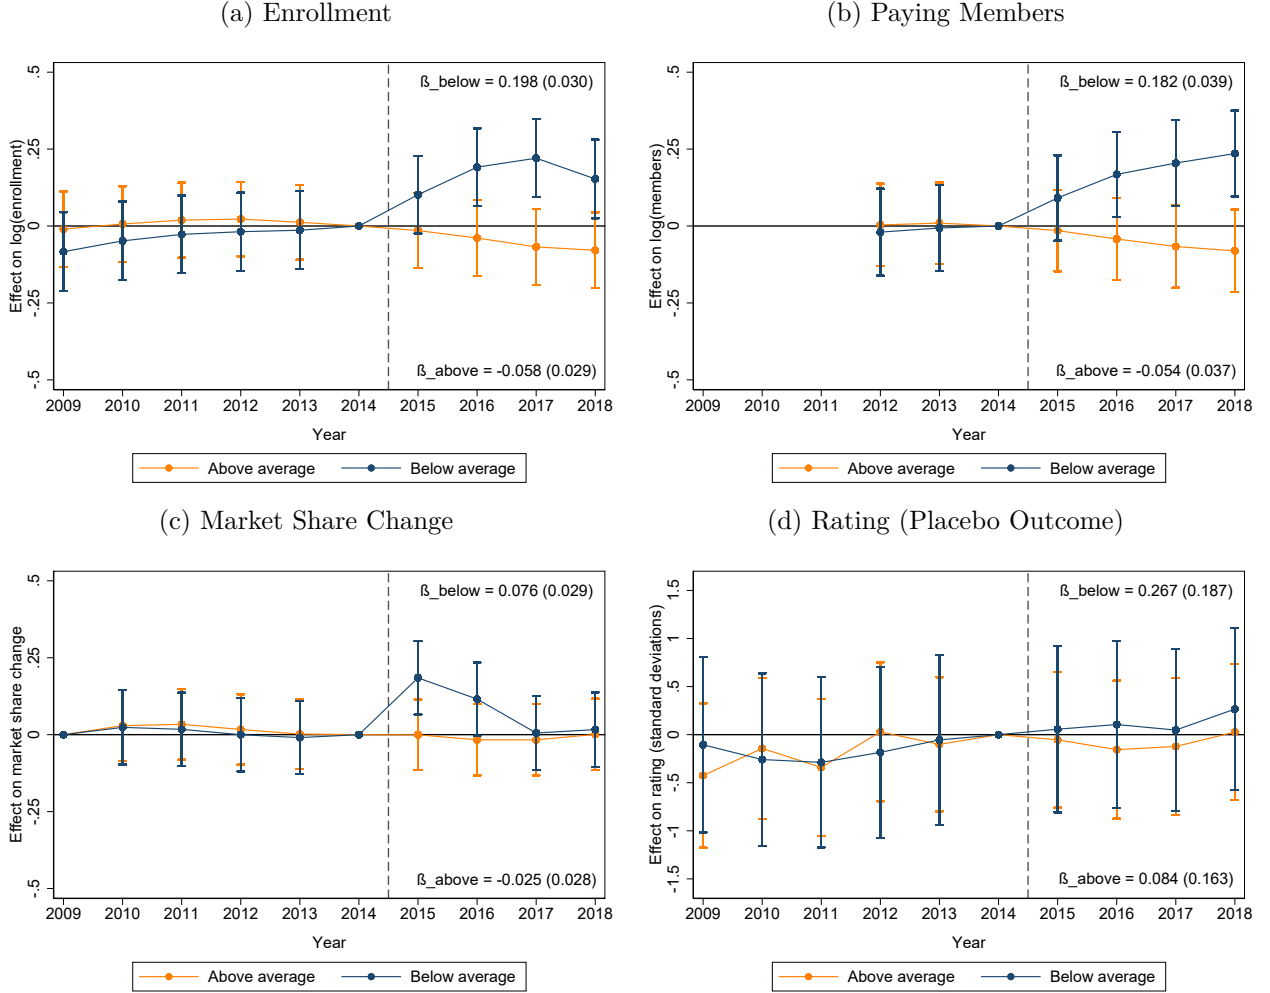 (a) Enrollment
ß_below = 0.198 (0.030)
Effect on log(enrollment)
.5
.25
0
-.25
-.5
ß_above = -0.058 (0.029)
2009 2010 2011 2012 2013 2014 2015 2016 2017 2018
Year
Above average Below average
(b) Paying Members
ß_below = 0.182 (0.039)
Effect on log(members)
.5
.25
0
-.25
-.5
ß_above = -0.054 (0.037)
2009 2010 2011 2012 2013 2014 2015 2016 2017 2018
Year
Above average Below average
(c) Market Share Change
ß_below = 0.076 (0.029)
Effect on market share change
.5
.25
0
-.25
-.5
ß_above = -0.025 (0.028)
2009 2010 2011 2012 2013 2014 2015 2016 2017 2018
Year
Above average Below average
(d) Rating (Placebo Outcome)
ß_below = 0.267 (0.187)
Effect on rating (standard deviations)
1.5
1
.5
0
-.5
-1
-1.5
ß_above = 0.084 (0.163)
2009 2010 2011 2012 2013 2014 2015 2016 2017 2018
Year
Above average Below average